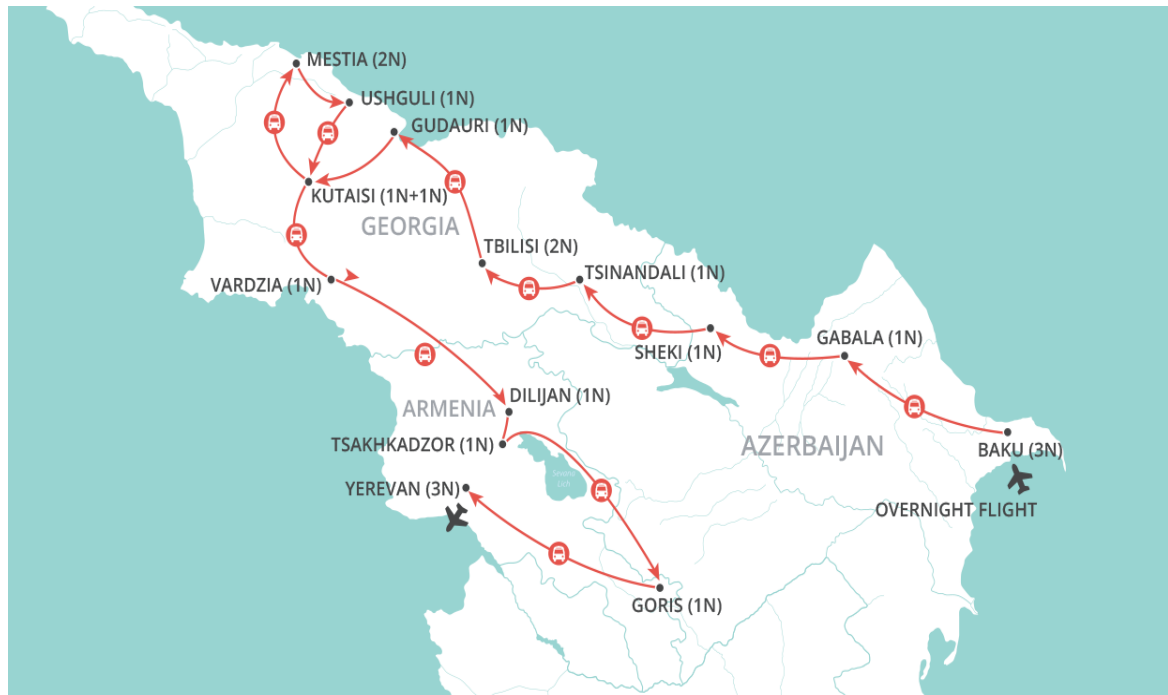 MESTIA (2N)
USHGULI (1N)
GUDAURI (1N)
KUTAISI (1N+1N)
GEORGIA
TBILISI (2N)
VARDZIA (1N)
TSINANDALI (1N)
SHEKI (1N)
GABALA (1N)
DILIJAN (1N)
ARMENIA
TSAKHKADZOR (1N)
AZERBAIJAN
BAKU (3N)
YEREVAN (3N)
OVERNIGHT FLIGHT
GORIS (1N)